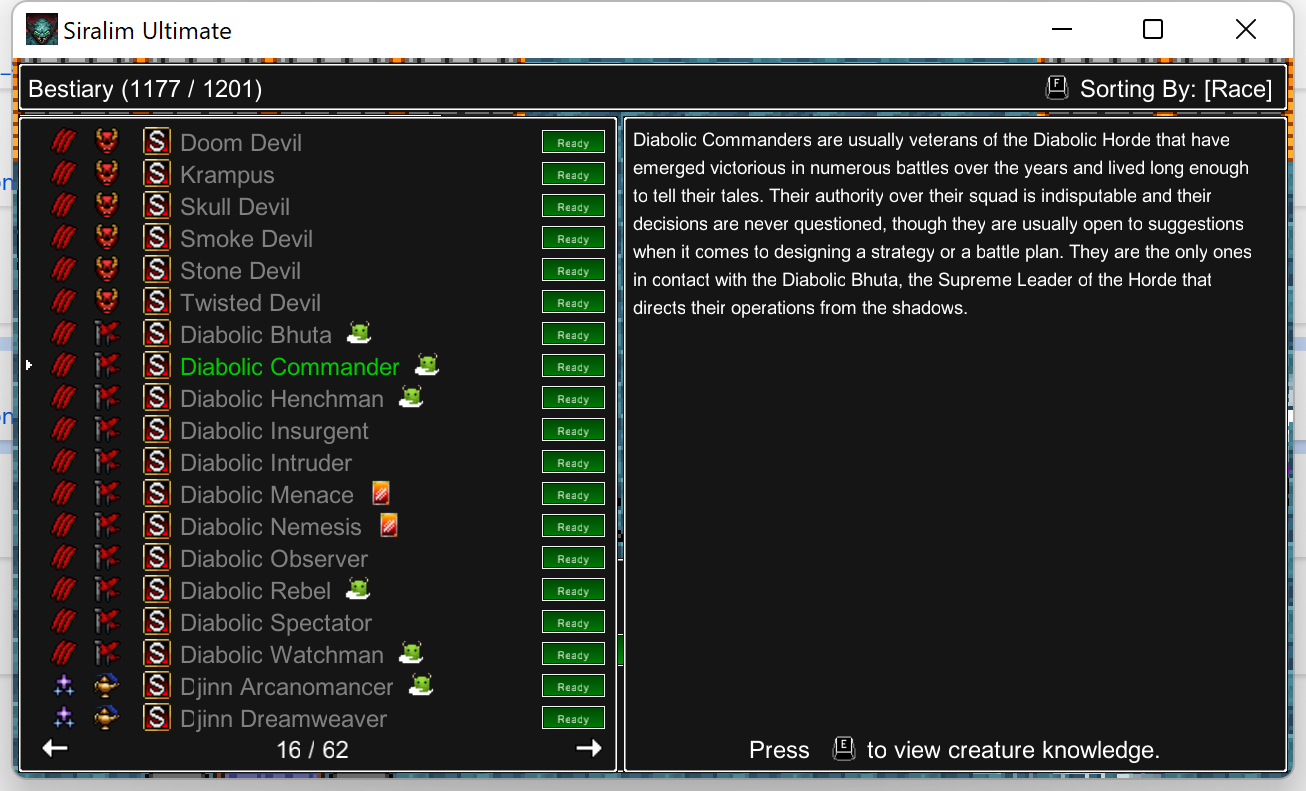 Siralim Ultimate
Bestiary (1177 / 1201)
F Sorting By: [Race]
S Doom Devil Ready
S Krampus Ready
S Skull Devil Ready
S Smoke Devil Ready
S Stone Devil Ready
S Twisted Devil Ready
S Diabolic Bhuta Ready
S Diabolic Commander Ready
S Diabolic Henchman Ready
S Diabolic Insurgent Ready
S Diabolic Intruder Ready
S Diabolic Menace Ready
S Diabolic Nemesis Ready
S Diabolic Observer Ready
S Diabolic Rebel Ready
S Diabolic Spectator Ready
S Diabolic Watchman Ready
S Djinn Arcanomancer Ready
S Djinn Dreamweaver Ready
16 / 62
Diabolic Commanders are usually veterans of the Diabolic Horde that have
emerged victorious in numerous battles over the years and lived long enough
to tell their tales. Their authority over their squad is indisputable and their
decisions are never questioned, though they are usually open to suggestions
when it comes to designing a strategy or a battle plan. They are the only ones
in contact with the Diabolic Bhuta, the Supreme Leader of the Horde that
directs their operations from the shadows.
Press E to view creature knowledge.